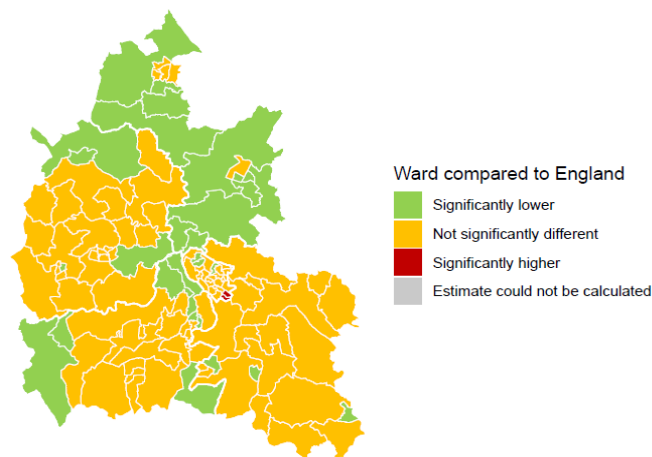 Ward compared to England
Significantly lower
Not significantly different
Significantly higher
Estimate could not be calculated